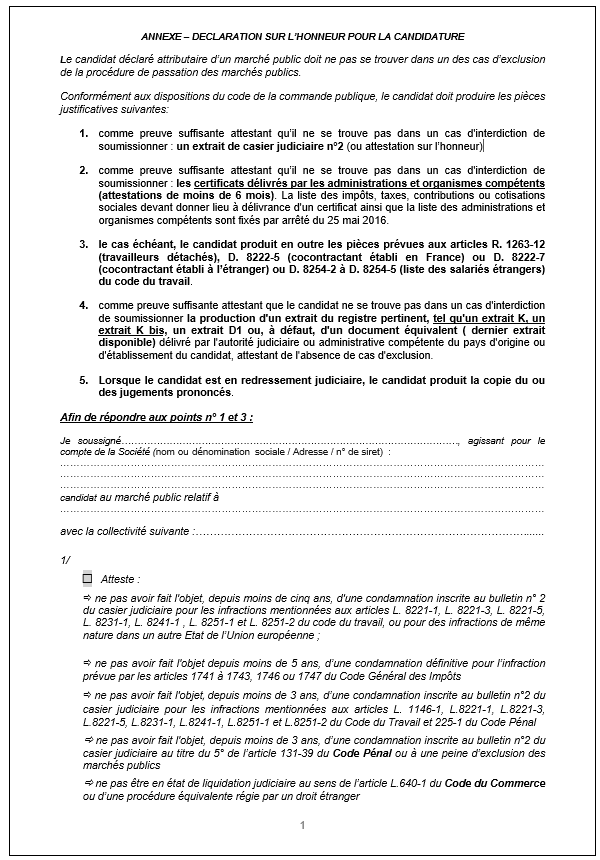 ANNEXE – DECLARATION SUR L'HONNEUR POUR LA CANDIDATURE
Le candidat déclaré attributaire d'un marché public doit ne pas se trouver dans un des cas d'exclusion
de la procédure de passation des marchés publics.
Conformément aux dispositions du code de la commande publique, le candidat doit produire les pièces
justificatives suivantes:
1. comme preuve suffisante attestant qu'il ne se trouve pas dans un cas d'interdiction de
soumissionner : un extrait de casier judiciaire n°2 (ou attestation sur l'honneur)
2. comme preuve suffisante attestant qu'il ne se trouve pas dans un cas d'interdiction de
soumissionner : les certificats délivrés par les administrations et organismes compétents
(attestations de moins de 6 mois). La liste des impôts, taxes, contributions ou cotisations
sociales devant donner lieu à délivrance d'un certificat ainsi que la liste des administrations et
organismes compétents sont fixés par arrêté du 25 mai 2016.
3. le cas échéant, le candidat produit en outre les pièces prévues aux articles R. 1263-12
(travailleurs détachés), D. 8222-5 (cocontractant établi en France) ou D. 8222-7
(cocontractant établi à l'étranger) ou D. 8254-2 à D. 8254-5 (liste des salariés étrangers)
du code du travail.
4. comme preuve suffisante attestant que le candidat ne se trouve pas dans un cas d'interdiction
de soumissionner la production d'un extrait du registre pertinent, tel qu'un extrait K, un
extrait K bis, un extrait D1 ou, à défaut, d'un document équivalent ( dernier extrait
disponible) délivré par l'autorité judiciaire ou administrative compétente du pays d'origine ou
d'établissement du candidat, attestant de l'absence de cas d'exclusion.
5. Lorsque le candidat est en redressement judiciaire, le candidat produit la copie du ou
des jugements prononcés.
Afin de répondre aux points n° 1 et 3 :
Je soussigné……………………………………………………………………………………………, agissant pour le
compte de la Société (nom ou dénomination sociale / Adresse / n° de siret) :
……………………………………………………………………………………………………………………………………
……………………………………………………………………………………………………………………………………
……………………………………………………………………………………………………………………………………
candidat au marché public relatif à
……………………………………………………………………………………………………………………………………
avec la collectivité suivante :…………………………………………………………………………………….......
1/
☐ Atteste :
⇨ ne pas avoir fait l'objet, depuis moins de cinq ans, d'une condamnation inscrite au bulletin n° 2
du casier judiciaire pour les infractions mentionnées aux articles L. 8221-1, L. 8221-3, L. 8221-5,
L. 8231-1, L. 8241-1 , L. 8251-1 et L. 8251-2 du code du travail, ou pour des infractions de même
nature dans un autre Etat de l'Union européenne ;
⇨ ne pas avoir fait l'objet, depuis moins de 5 ans, d'une condamnation définitive pour l'infraction
prévue par les articles 1741 à 1743, 1746 ou 1747 du Code Général des Impôts
⇨ ne pas avoir fait l'objet, depuis moins de 3 ans, d'une condamnation inscrite au bulletin n°2 du
casier judiciaire pour les infractions mentionnées aux articles L. 1146-1, L.8221-1, L.8221-3,
L.8221-5, L.8231-1, L.8241-1, L.8251-1 et L.8251-2 du Code du Travail et 225-1 du Code Pénal
⇨ ne pas avoir fait l'objet, depuis moins de 3 ans, d'une condamnation inscrite au bulletin n°2 du
casier judiciaire au titre du 5° de l'article 131-39 du Code Pénal ou à une peine d'exclusion des
marchés publics
⇨ ne pas être en état de liquidation judiciaire au sens de l'article L.640-1 du Code du Commerce
ou d'une procédure équivalente régie par un droit étranger
1